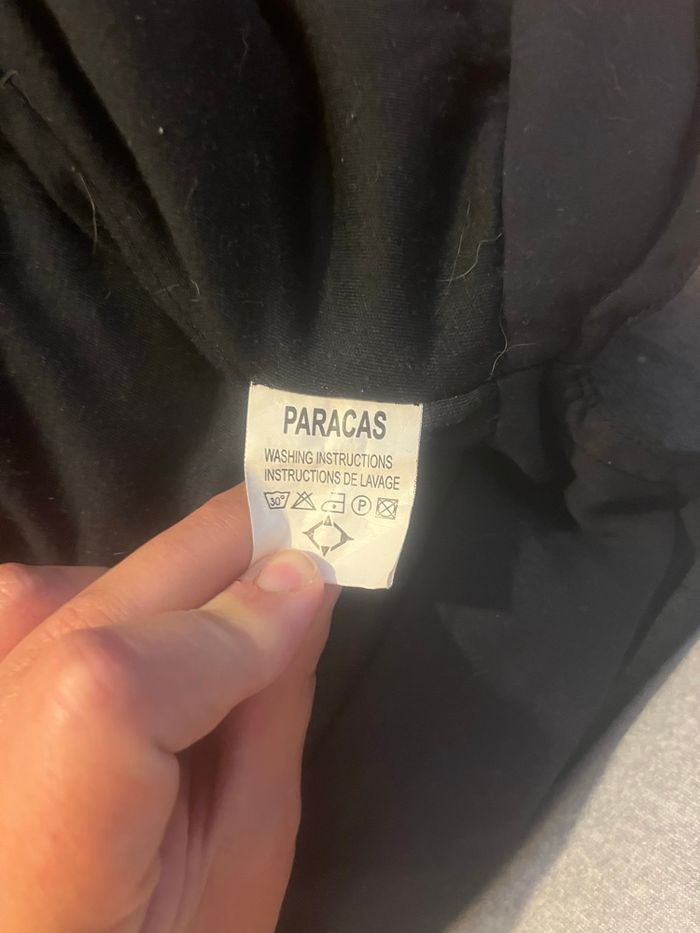 PARACAS
WASHING INSTRUCTIONS
INSTRUCTIONS DE LAVAGE
30° P